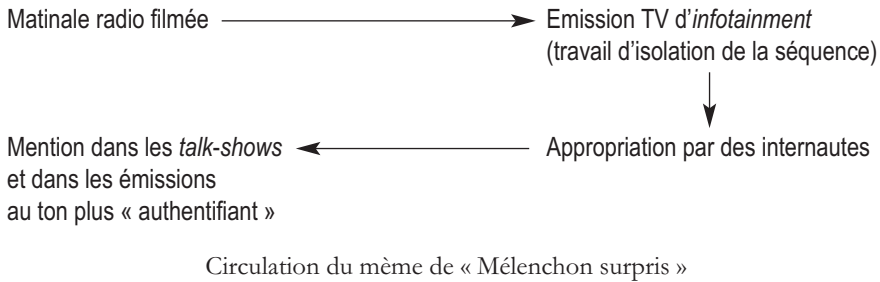 Matinale radio filmée
Emission TV d’infotainment
(travail d’isolation de la séquence)
Mention dans les talk-shows
et dans les émissions
au ton plus « authentifiant »
Appropriation par des internautes
Circulation du mème de « Mélenchon surpris »